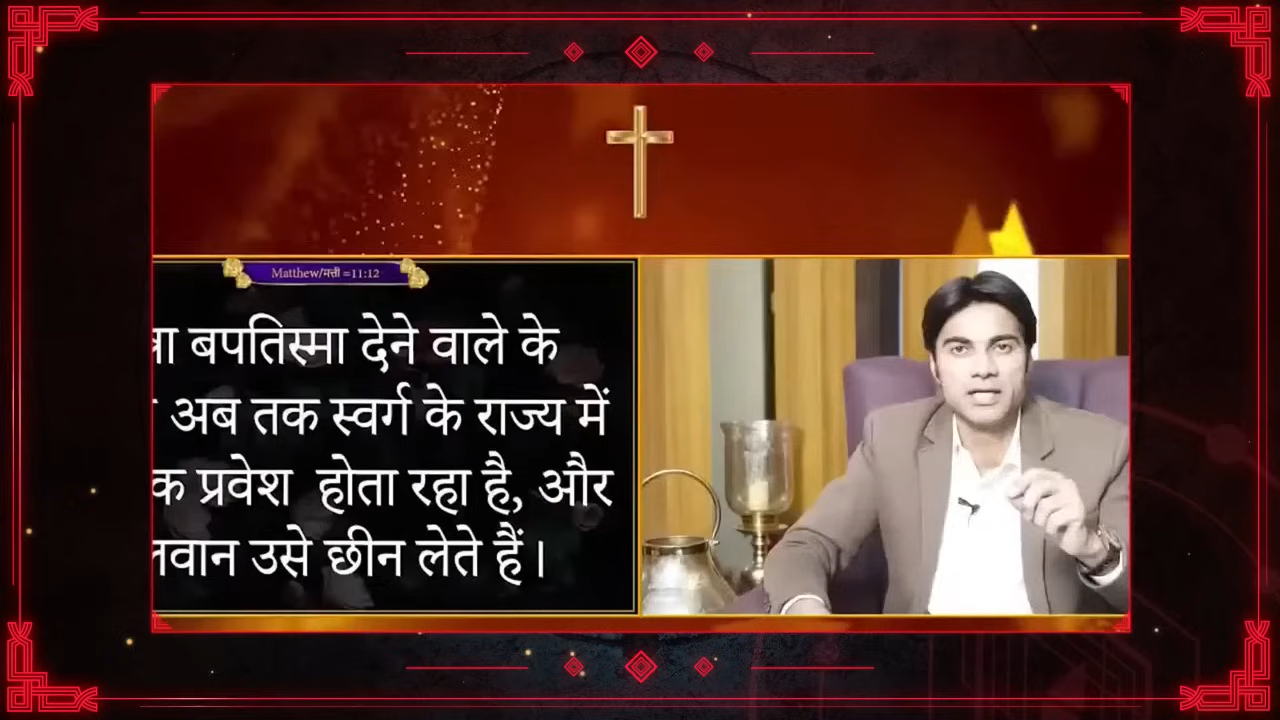 Matthew/मत्ती =11:12
बपतिस्मा देने वाले के
अब तक स्वर्ग के राज्य में
प्रवेश होता रहा है, और
उसे छीन लेते हैं।